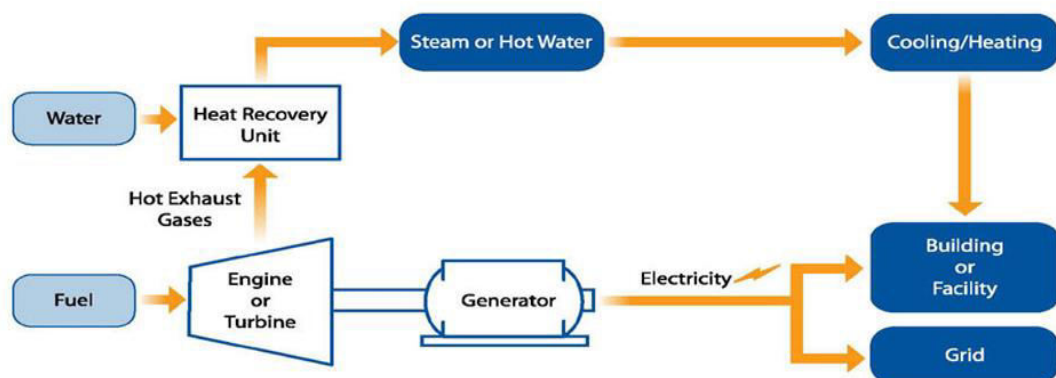 Steam or Hot Water
Cooling/Heating
Water
Heat Recovery
Unit
Hot Exhaust
Gases
Fuel
Engine
or
Turbine
Generator
Electricity
Building
or
Facility
Grid